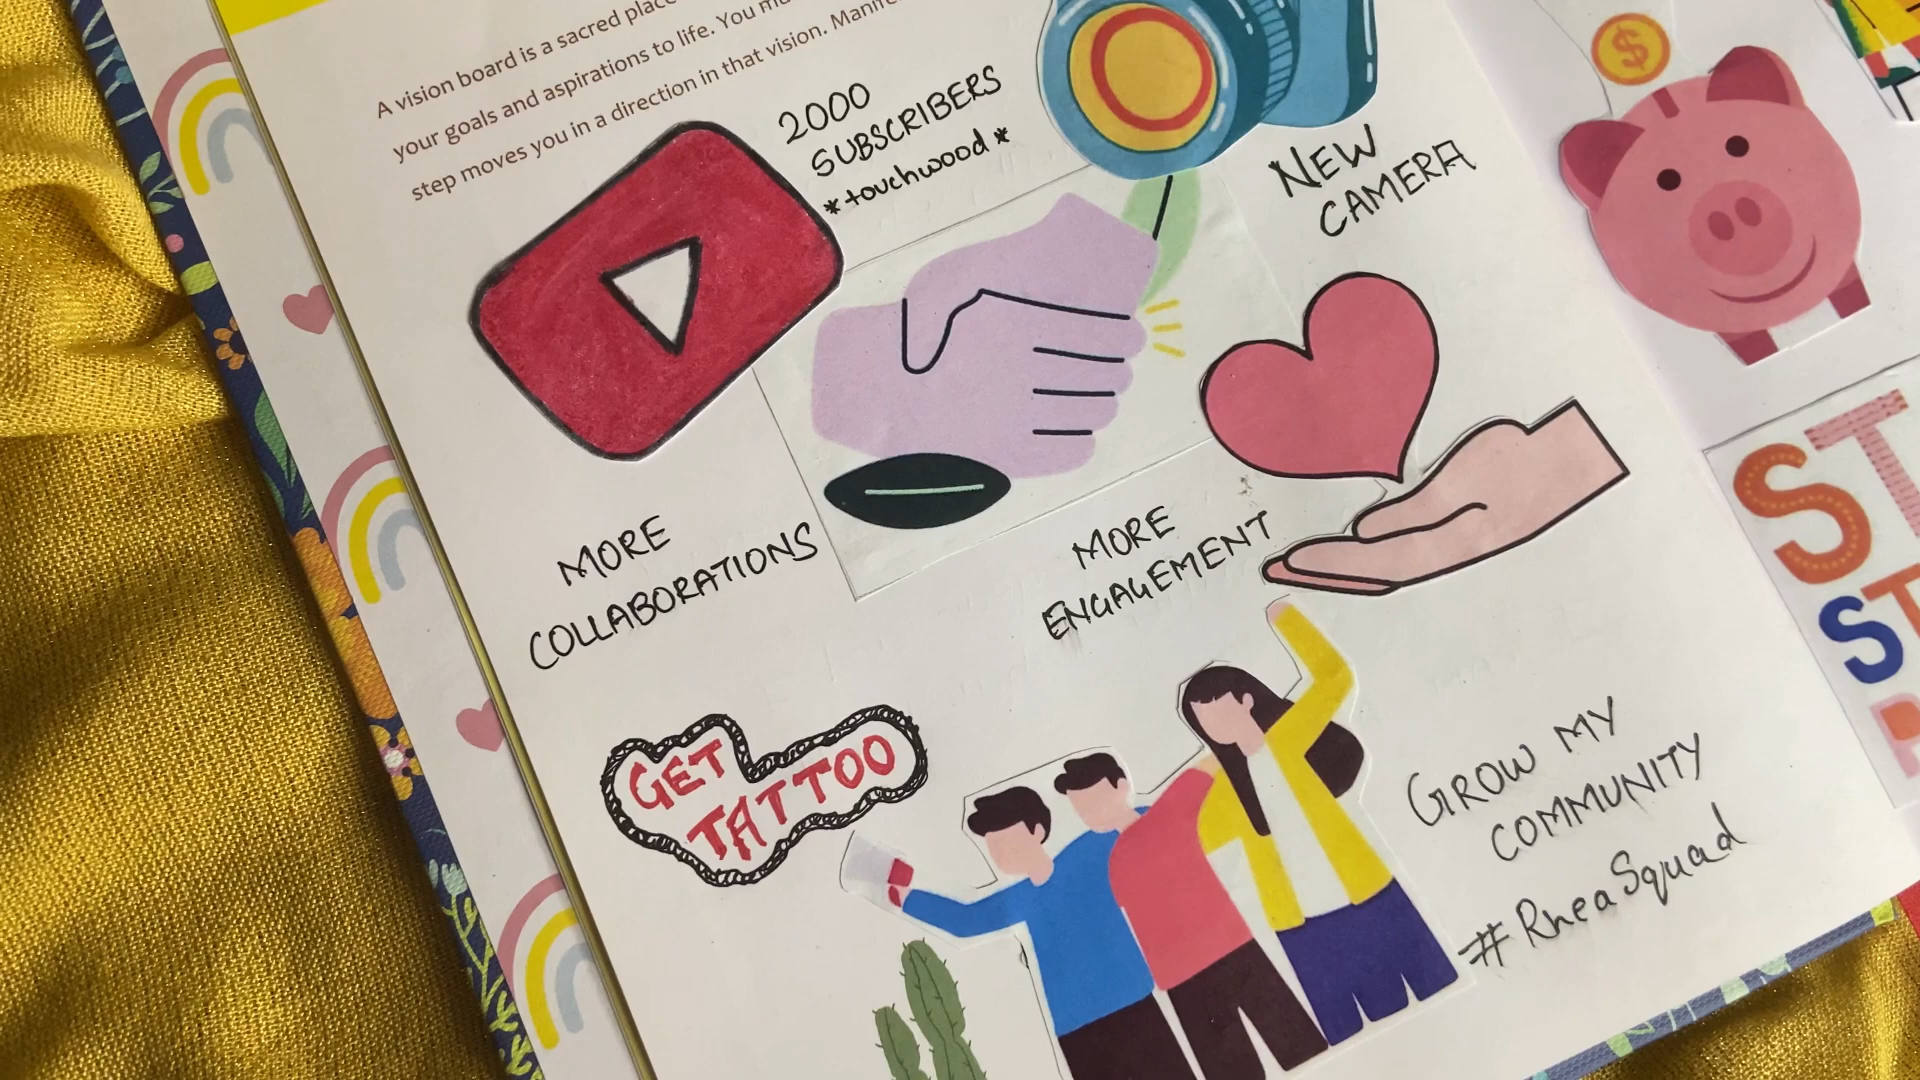 A vision board is a sacred place
your goals and aspirations to life. You
step moves you in a direction in that vision.
2000
SUBSCRIBERS
*touchwood*
NEW
CAMERA
$
MORE
COLLABORATIONS
MORE
ENGAGEMENT
GET
TATTOO
GROW MY
COMMUNITY
#RheaSquad